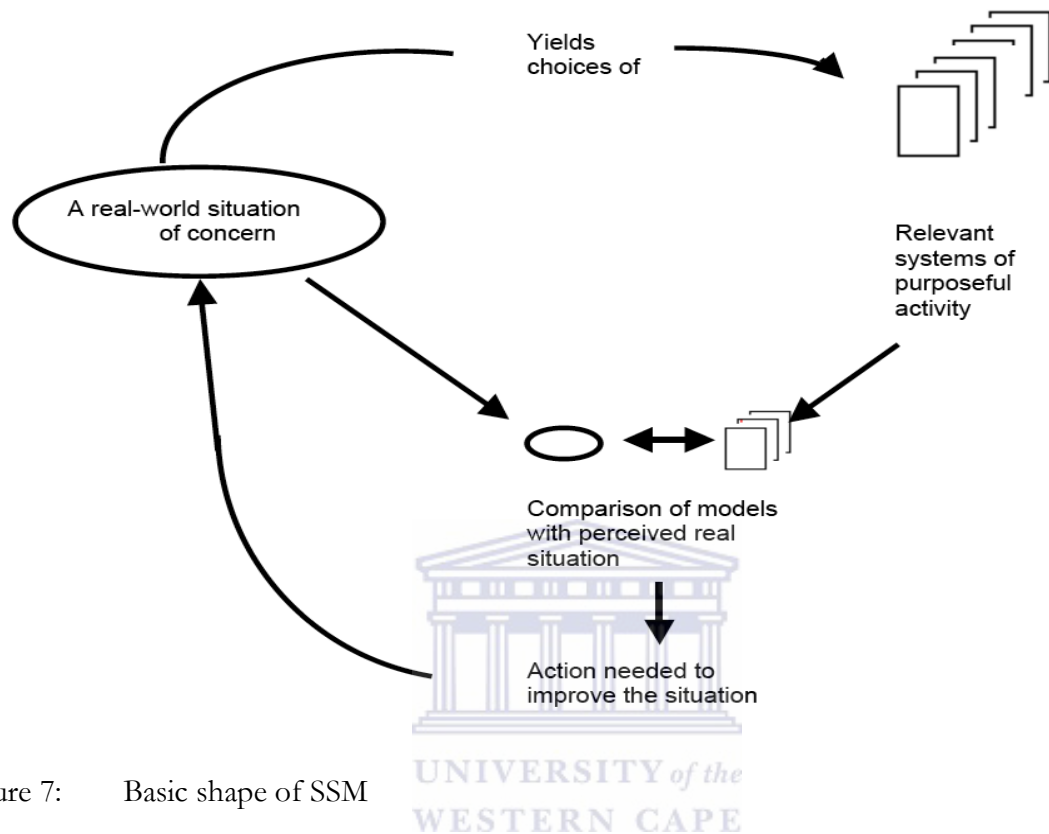 Yields
choices of
A real-world situation
of concern
Relevant
systems of
purposeful
activity
Comparison of models
with perceived real
situation
Action needed to
improve the situation
UNIVERSITY of the
WESTERN CAPE
ure 7: Basic shape of SSM